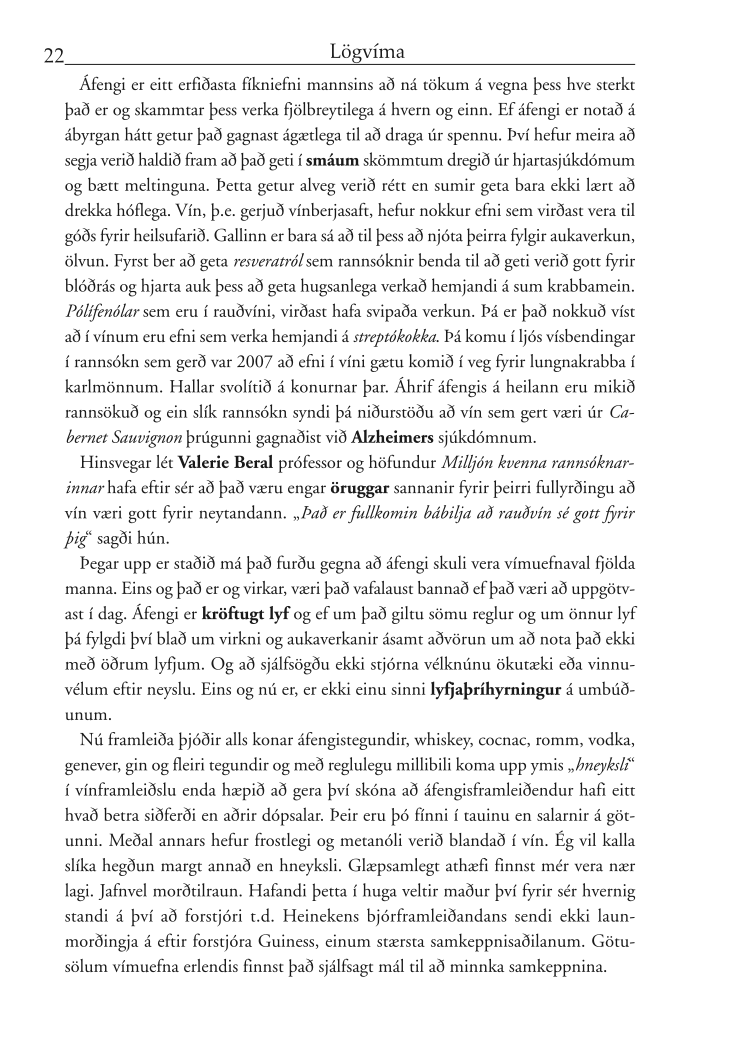 22
Lögvíma
Áfengi er eitt erfiðasta fíkniefni mannsins að ná tökum á vegna þess hve sterkt
það er og skammtar þess verka fjölbreytilega á hvern og einn. Ef áfengi er notað á
ábyrgan hátt getur það gagnast ágætlega til að draga úr spennu. Því hefur meira að
segja verið haldið fram að það geti í smáum skömmtum dregið úr hjartasjúkdómum
og bætt meltinguna. Þetta getur alveg verið rétt en sumir geta bara ekki lært að
drekka hóflega. Vín, þ.e. gerjuð vínberjasaft, hefur nokkur efni sem virðast vera til
góðs fyrir heilsufarið. Gallinn er bara sá að til þess að njóta þeirra fylgir aukaverkun,
ölvun. Fyrst ber að geta resveratról sem rannsóknir benda til að geti verið gott fyrir
blóðrás og hjarta auk þess að geta hugsanlega verkað hemjandi á sum krabbamein.
Pólífenólar sem eru í rauðvíni, virðast hafa svipaða verkun. Þá er það nokkuð víst
að í vínum eru efni sem verka hemjandi á streptókokka. Þá komu í ljós vísbendingar
í rannsókn sem gerð var 2007 að efni í víni gætu komið í veg fyrir lungnakrabba í
karlmönnum. Hallar svolítið á konurnar þar. Áhrif áfengis á heilann eru mikið
rannsökuð og ein slík rannsókn syndi þá niðurstöðu að vín sem gert væri úr Ca-
bernet Sauvignon þrúgunni gagnaðist við Alzheimers sjúkdómnum.
Hinsvegar lét Valerie Beral prófessor og höfundur Milljón kvenna rannsóknar-
innar hafa eftir sér að það væru engar öruggar sannanir fyrir þeirri fullyrðingu að
vín væri gott fyrir neytandann. „Það er fullkomin bábilja að rauðvín sé gott fyrir
þig“ sagði hún.
Þegar upp er staðið má það furðu gegna að áfengi skuli vera vímuefnaval fjölda
manna. Eins og það er og virkar, væri það vafalaust bannað ef það væri að uppgötv-
ast í dag. Áfengi er kröftugt lyf og ef um það giltu sömu reglur og um önnur lyf
þá fylgdi því blað um virkni og aukaverkanir ásamt aðvörun um að nota það ekki
með öðrum lyfjum. Og að sjálfsögðu ekki stjórna vélknúnu ökutæki eða vinnu-
vélum eftir neyslu. Eins og nú er, er ekki einu sinni lyfjaþríhyrningur á umbúð-
unum.
Nú framleiða þjóðir alls konar áfengistegundir, whiskey, cocnac, romm, vodka,
genever, gin og fleiri tegundir og með reglulegu millibili koma upp ymis „hneyksli“
í vínframleiðslu enda hæpið að gera því skóna að áfengisframleiðendur hafi eitt
hvað betra siðferði en aðrir dópsalar. Þeir eru þó fínni í tauinu en salarnir á göt-
unni. Meðal annars hefur frostlegi og metanóli verið blandað í vín. Ég vil kalla
slíka hegðun margt annað en hneyksli. Glæpsamlegt athæfi finnst mér vera nær
lagi. Jafnvel morðtilraun. Hafandi þetta í huga veltir maður því fyrir sér hvernig
standi á því að forstjóri t.d. Heinekens bjórframleiðandans sendi ekki laun-
morðingja á eftir forstjóra Guiness, einum stærsta samkeppnisaðilanum. Götu-
sölum vímuefna erlendis finnst það sjálfsagt mál til að minnka samkeppnina.